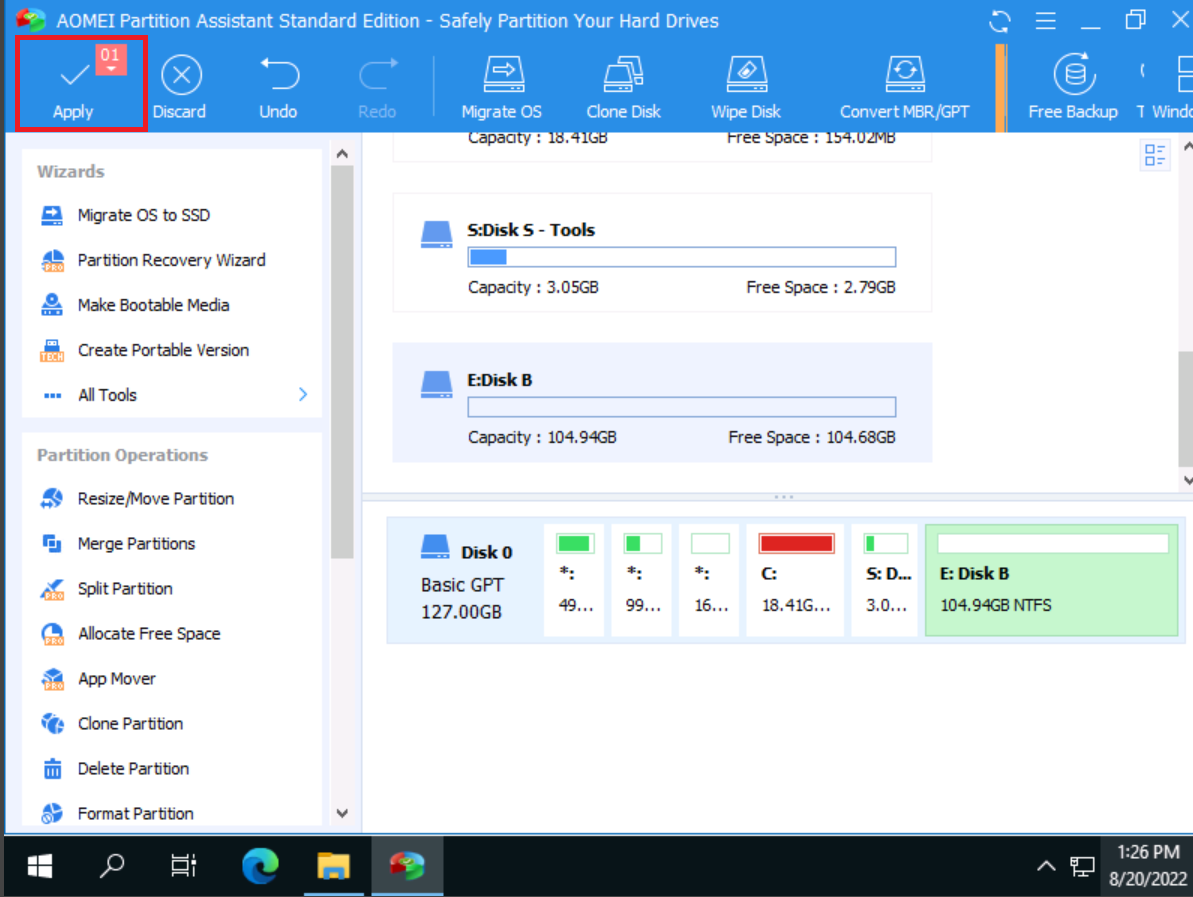 AOMEI Partition Assistant Standard Edition - Safely Partition Your Hard Drives
01
Apply
Discard
Undo
Redo
Migrate OS
Clone Disk
Wipe Disk
Convert MBR/GPT
Free Backup
T
Windo
Wizards
Migrate OS to SSD
PRO
Partition Recovery Wizard
Make Bootable Media
TECH
Create Portable Version
All Tools
Partition Operations
Resize/Move Partition
Merge Partitions
PRO
Split Partition
PRO
Allocate Free Space
PRO
App Mover
Clone Partition
Delete Partition
Format Partition
Capacity : 18.41GB Free Space : 154.02MB
S:Disk S - Tools
Capacity : 3.05GB Free Space : 2.79GB
E:Disk B
Capacity : 104.94GB Free Space : 104.68GB
Disk 0
Basic GPT
127.00GB
*:
49...
*:
99...
*:
16...
C:
18.41G...
S: D...
3.0...
E: Disk B
104.94GB NTFS
1:26 PM
8/20/2022